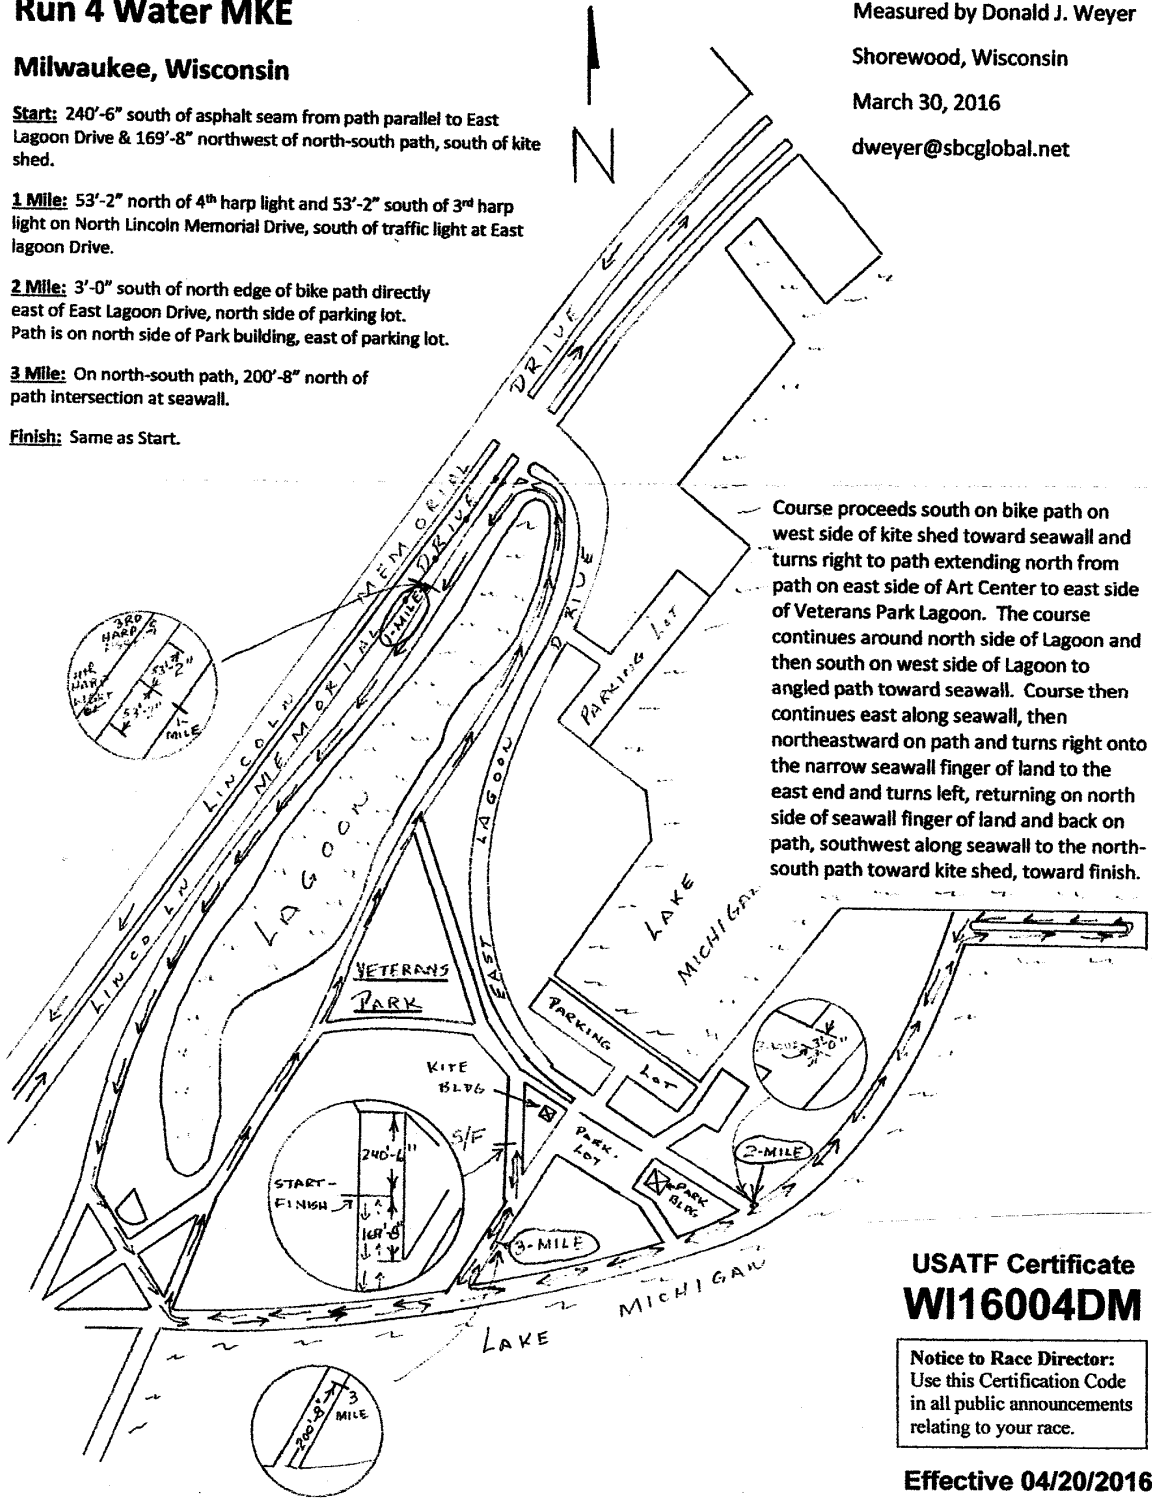 Run 4 Water MKE
Milwaukee, Wisconsin
Start: 240'-6" south of asphalt seam from path parallel to East
Lagoon Drive & 169'-8" northwest of north-south path, south of kite
shed.
1 Mile: 53'-2" north of 4th harp light and 53'-2" south of 3rd harp
light on North Lincoln Memorial Drive, south of traffic light at East
lagoon Drive.
2 Mile: 3'-0" south of north edge of bike path directly
east of East Lagoon Drive, north side of parking lot.
Path is on north side of Park building, east of parking lot.
3 Mile: On north-south path, 200'-8" north of
path intersection at seawall.
Finish: Same as Start.
N
Measured by Donald J. Weyer
Shorewood, Wisconsin
March 30, 2016
dweyer@sbcglobal.net
Course proceeds south on bike path on
west side of kite shed toward seawall and
turns right to path extending north from
path on east side of Art Center to east side
of Veterans Park Lagoon. The course
continues around north side of Lagoon and
then south on west side of Lagoon to
angled path toward seawall. Course then
continues east along seawall, then
northeastward on path and turns right onto
the narrow seawall finger of land to the
east end and turns left, returning on north
side of seawall finger of land and back on
path, southwest along seawall to the north-
south path toward kite shed, toward finish.
LINCOLN MEMORIAL DRIVE
LINCOLN MEMORIAL DRIVE
1-MILE
3RD
HARP
53'-2"
53'-2"
MILE
LAGOON
EAST LAGOON DRIVE
PARKING LOT
LAKE
MICHIGAN
VETERANS
PARK
PARKING
LOT
KITE
BLDG
S/F
PARK.
LOT
PARK
BLDG
2-MILE
3'-0"
240'-6"
START-
FINISH
169'-8"
3-MILE
LAKE MICHIGAN
200'-8"
3
MILE
USATF Certificate
WI16004DM
Notice to Race Director:
Use this Certification Code
in all public announcements
relating to your race.
Effective 04/20/2016